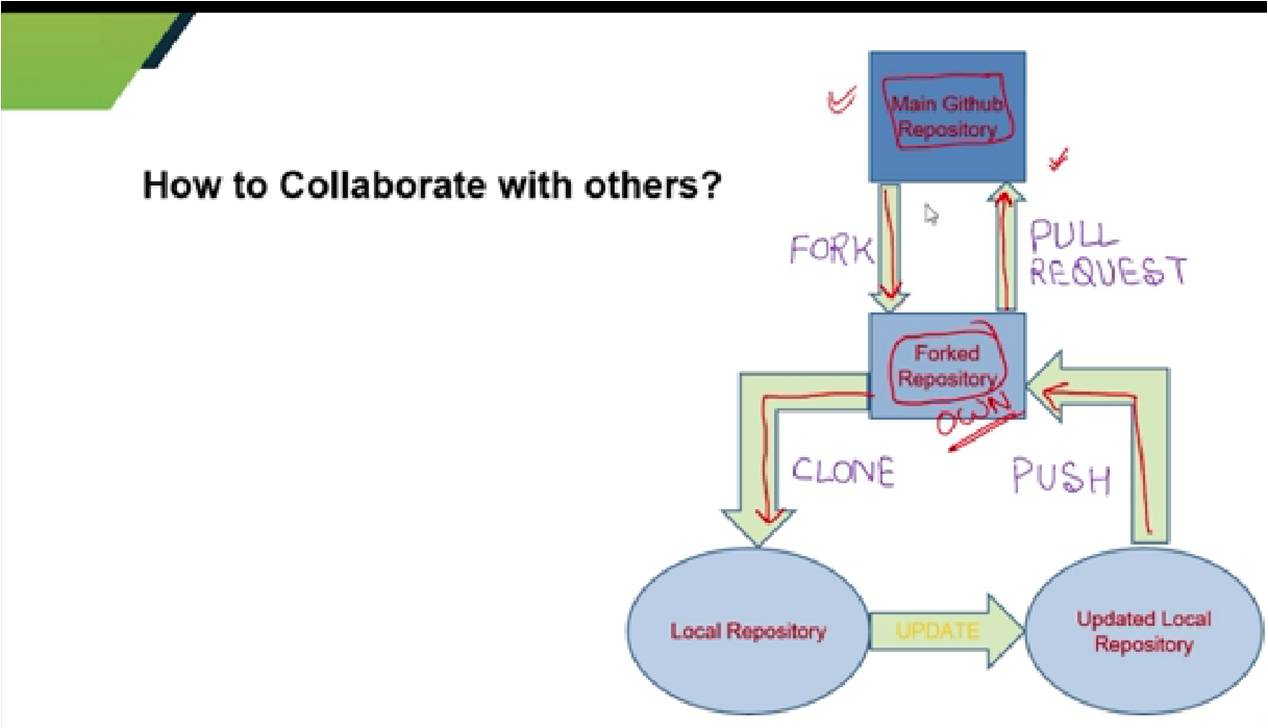 How to Collaborate with others?
Main Github
Repository
FORK
PULL
REQUEST
Forked
Repository
OWN
CLONE
PUSH
Local Repository
UPDATE
Updated Local
Repository